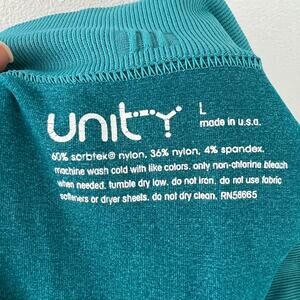 unity
L
made in u.s.a.
60% sorbtek® nylon, 36% nylon, 4% spandex.
machine wash cold with like colors. only non-chlorine bleach
when needed. tumble dry low. do not iron. do not use fabric
softeners or dryer sheets. do not dry clean. RN58665